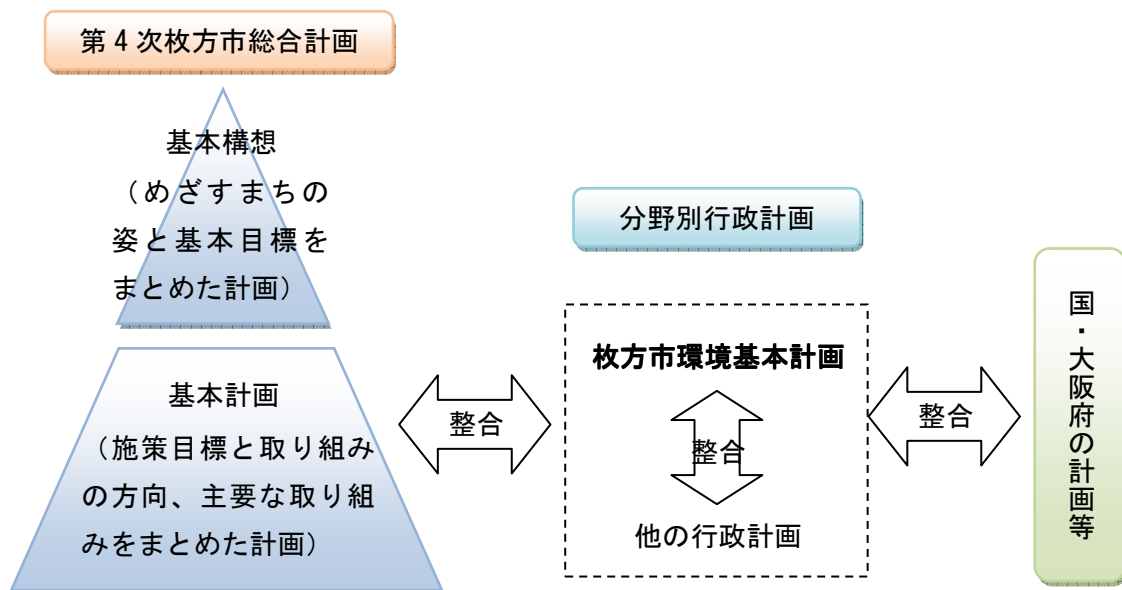 第4次枚方市総合計画
基本構想
（めざすまちの
姿と基本目標を
まとめた計画）
基本計画
（施策目標と取り組み
の方向、主要な取り組
みをまとめた計画）
整合
分野別行政計画
枚方市環境基本計画
整合
他の行政計画
整合
国・大阪府の計画等